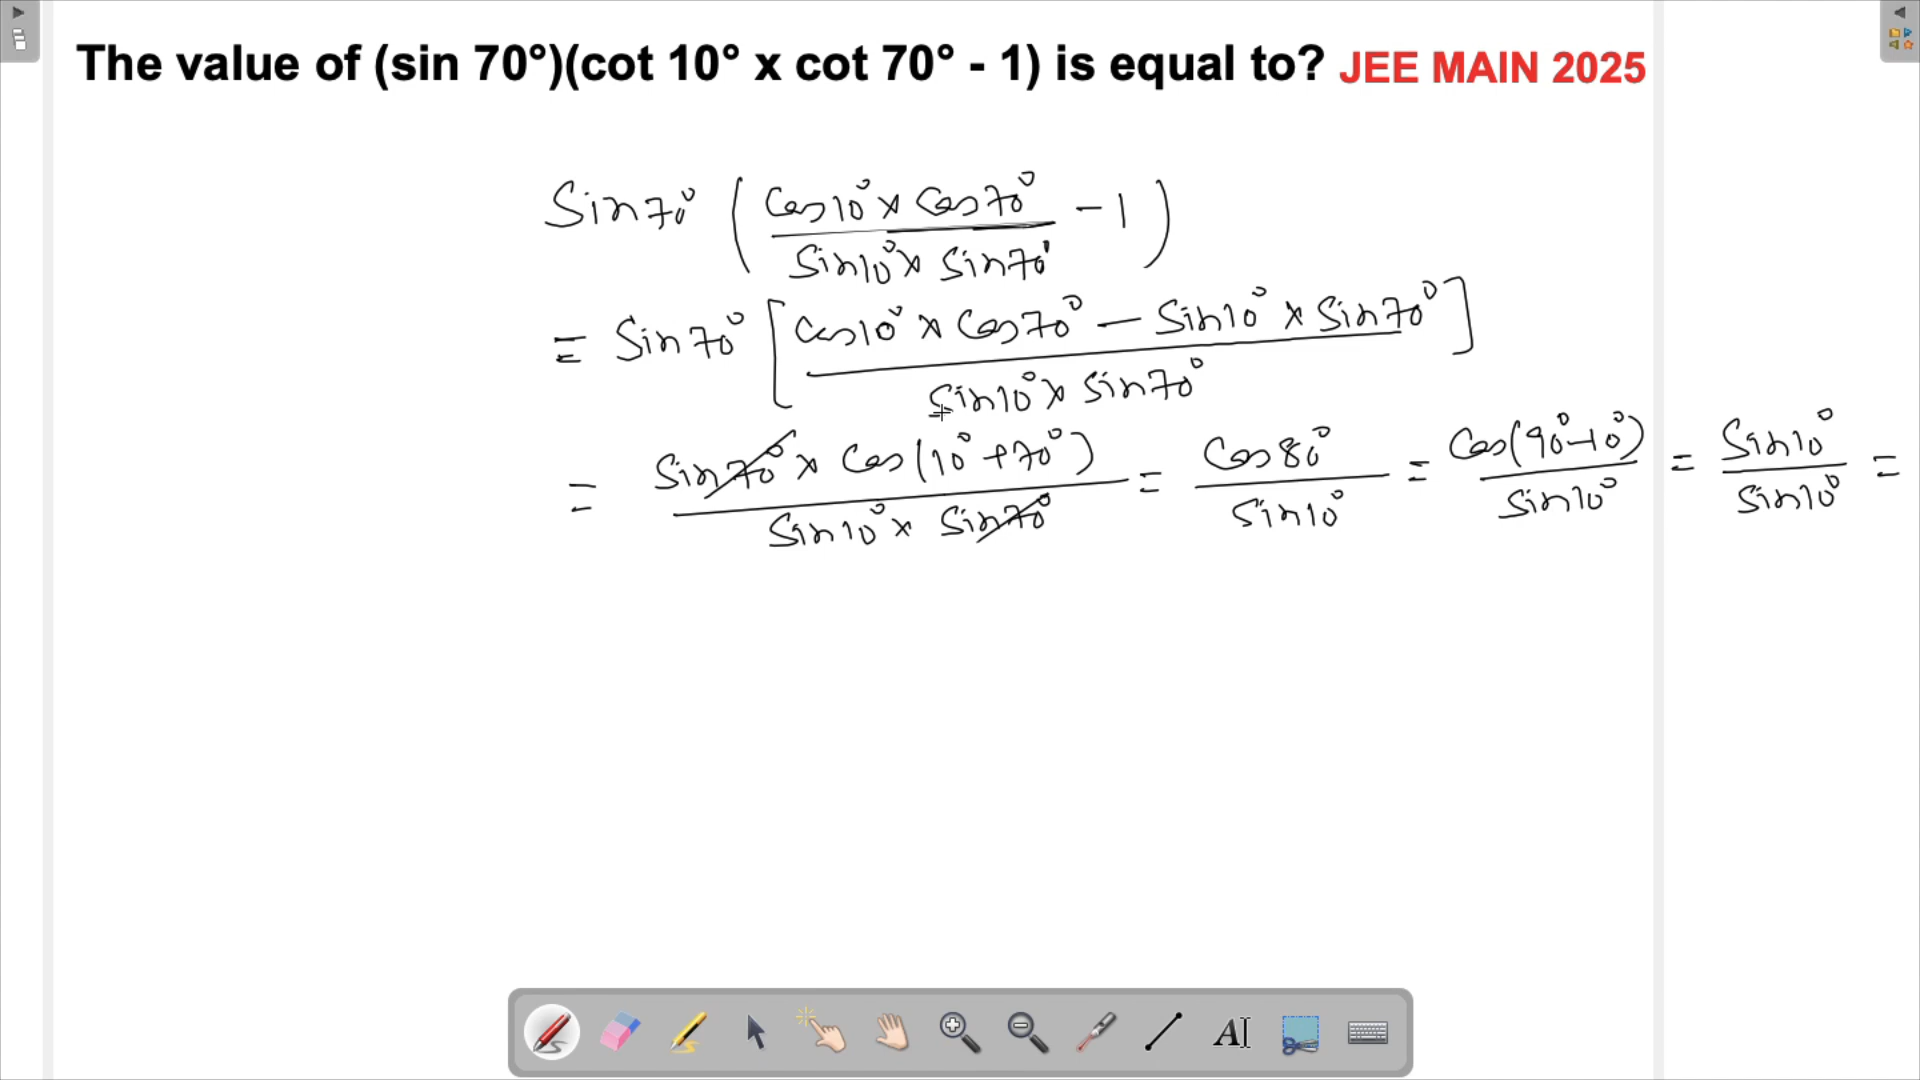 The value of (sin 70°)(cot 10° x cot 70° - 1) is equal to? JEE MAIN 2025
Sin70° ( Cos10° × Cos70° / Sin10° × Sin70° - 1 )
= Sin70° [ Cos10° × Cos70° - Sin10° × Sin70° / Sin10° × Sin70° ]
= Sin70° × Cos(10° + 70°) / Sin10° × Sin70° = Cos80° / Sin10° = Cos(90° - 10°) / Sin10° = Sin10° / Sin10° =
AI